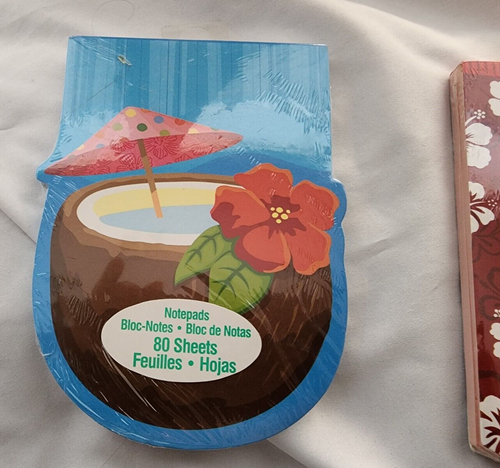 Notepads
Bloc-Notes • Bloc de Notas
80 Sheets
Feuilles • Hojas